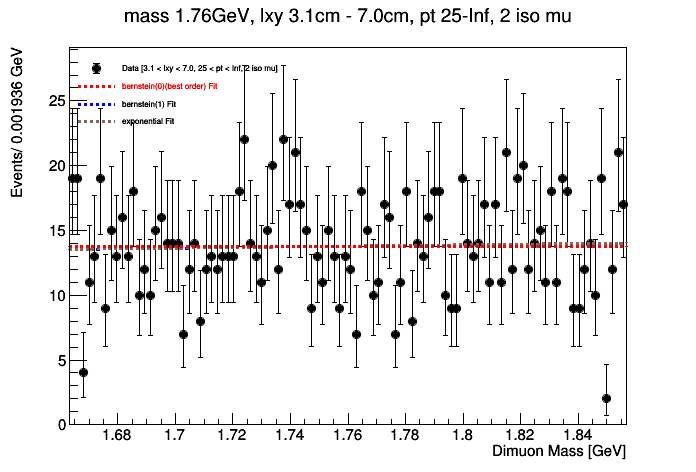 mass 1.76GeV, lxy 3.1cm - 7.0cm, pt 25-Inf, 2 iso mu
Events/ 0.001936 GeV
Data [3.1 < lxy < 7.0, 25 < pt < Inf, 2 iso mu]
bernstein(0)(best order) Fit
bernstein(1) Fit
exponential Fit
25
20
15
10
5
0
1.68 1.7 1.72 1.74 1.76 1.78 1.8 1.82 1.84
Dimuon Mass [GeV]